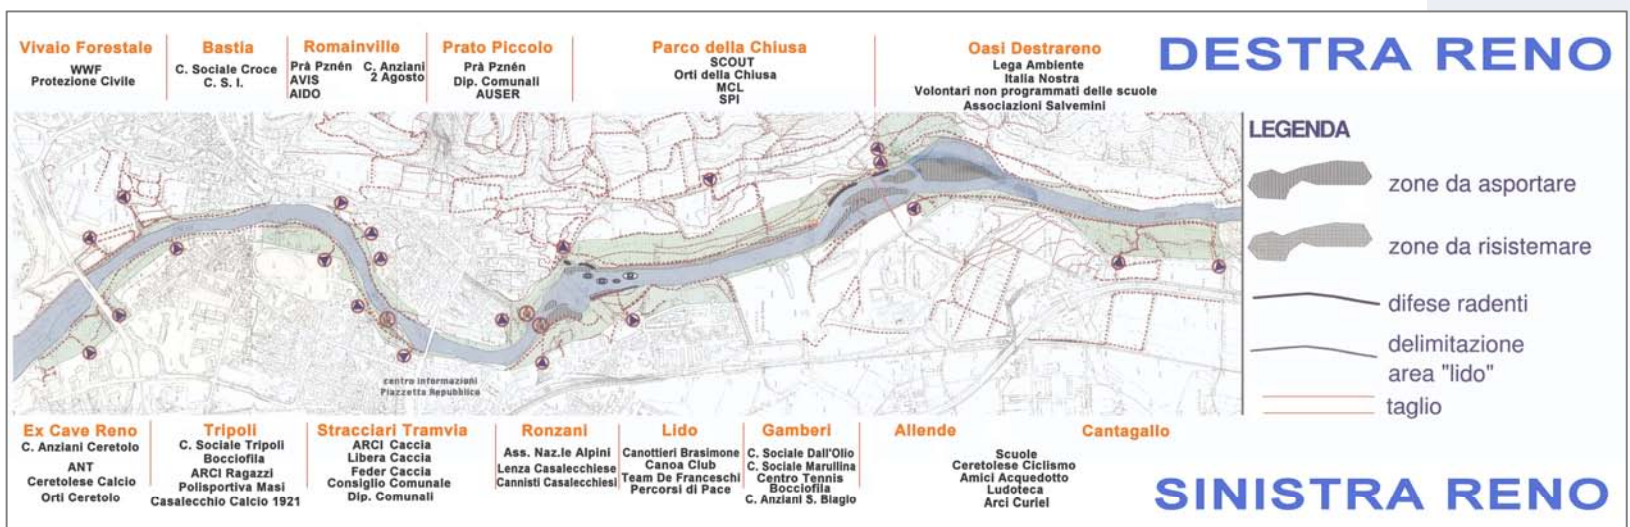 DESTRA RENO
Vivaio Forestale
WWF
Protezione Civile
Bastia
C. Sociale Croce
C. S. I.
Romainville
Prà Pznén
AVIS
AIDO
C. Anziani
2 Agosto
Prato Piccolo
Prà Pznén
Dip. Comunali
AUSER
Parco della Chiusa
SCOUT
Orti della Chiusa
MCL
SPI
Oasi Destrareno
Lega Ambiente
Italia Nostra
Volontari non programmati delle scuole
Associazioni Salvemini
LEGENDA
zone da asportare
zone da risistemare
difese radenti
delimitazione
area "lido"
taglio
centro informazioni
Piazzetta Repubblica
Ex Cave Reno
C. Anziani Ceretolo
ANT
Ceretolese Calcio
Orti Ceretolo
Tripoli
C. Sociale Tripoli
Bocciofila
ARCI Ragazzi
Polisportiva Masi
Casalecchio Calcio 1921
Stracciari Tramvia
ARCI Caccia
Libera Caccia
Feder Caccia
Consiglio Comunale
Dip. Comunali
Ronzani
Ass. Naz.le Alpini
Lenza Casalecchiese
Cannisti Casalecchiesi
Lido
Canottieri Brasimone
Canoa Club
Team De Franceschi
Percorsi di Pace
Gamberi
C. Sociale Dall'Olio
C. Sociale Marullina
Centro Tennis
Bocciofila
C. Anziani S. Biagio
Allende
Cantagallo
Scuole
Ceretolese Ciclismo
Amici Acquedotto
Ludoteca
Arci Curiel
SINISTRA RENO